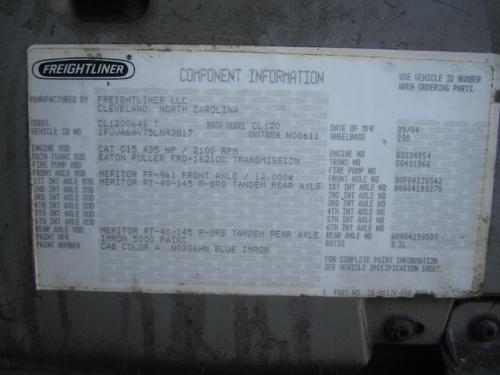 FREIGHTLINER
COMPONENT INFORMATION
USE VEHICLE ID NUMBER
WHEN ORDERING PARTS
MANUFACTURED BY FREIGHTLINER LLC
CLEVELAND, NORTH CAROLINA
MODEL CL120064S T BASE MODEL CL120 09/04
VEHICLE ID NO 1FUJA6AV75LN92817 CUSTOMER N00611 WHEELBASE 230
ENGINE MOD CAT C15 435 HP / 2100 RPM ENGINE NO
MAIN TRANS MOD EATON FULLER FRO-16210C TRANSMISSION TRANS NO
FRONT AXLE MOD MERITOR FF-961 FRONT AXLE / 12,000# FRONT AXLE NO
1ST INT AXLE MOD MERITOR RT-40-145 R-SRS TANDEM REAR AXLE 1ST INT AXLE NO
2ND INT AXLE MOD 2ND INT AXLE NO
3RD INT AXLE MOD 3RD INT AXLE NO
4TH INT AXLE MOD 4TH INT AXLE NO
5TH INT AXLE MOD 5TH INT AXLE NO
6TH INT AXLE MOD 6TH INT AXLE NO
REAR AXLE MOD MERITOR RT-40-145 R-SRS TANDEM REAR AXLE REAR AXLE NO
PAINT MFR IMRON 5000 PAINT RATIO
PAINT NUMBER CAB COLOR A N0306HN BLUE IMRON
FOR COMPLETE PAINT INFORMATION
SEE VEHICLE SPECIFICATION SHEET
PART NO.